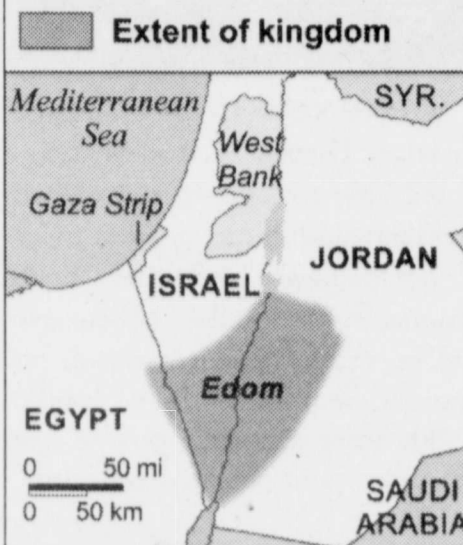 Extent of kingdom
Mediterranean
Sea
SYR.
West
Bank
Gaza Strip
JORDAN
ISRAEL
Edom
EGYPT
0 50 mi
0 50 km
SAUDI
ARABIA